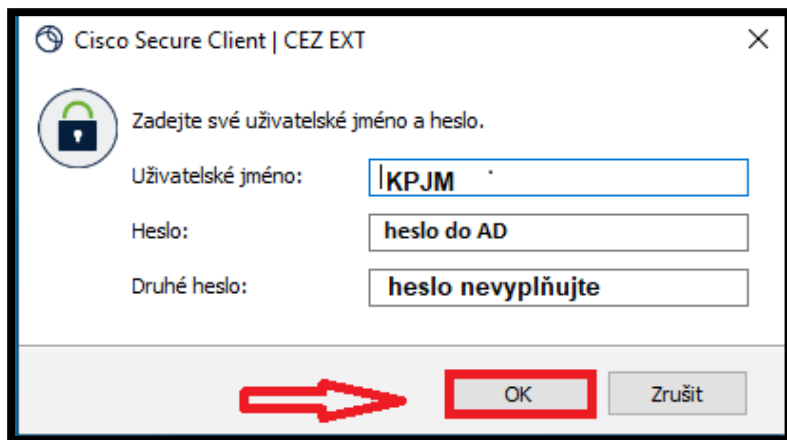 Cisco Secure Client | CEZ EXT
Zadejte své uživatelské jméno a heslo.
Uživatelské jméno: KPJM
Heslo: heslo do AD
Druhé heslo: heslo nevyplňujte
OK Zrušit